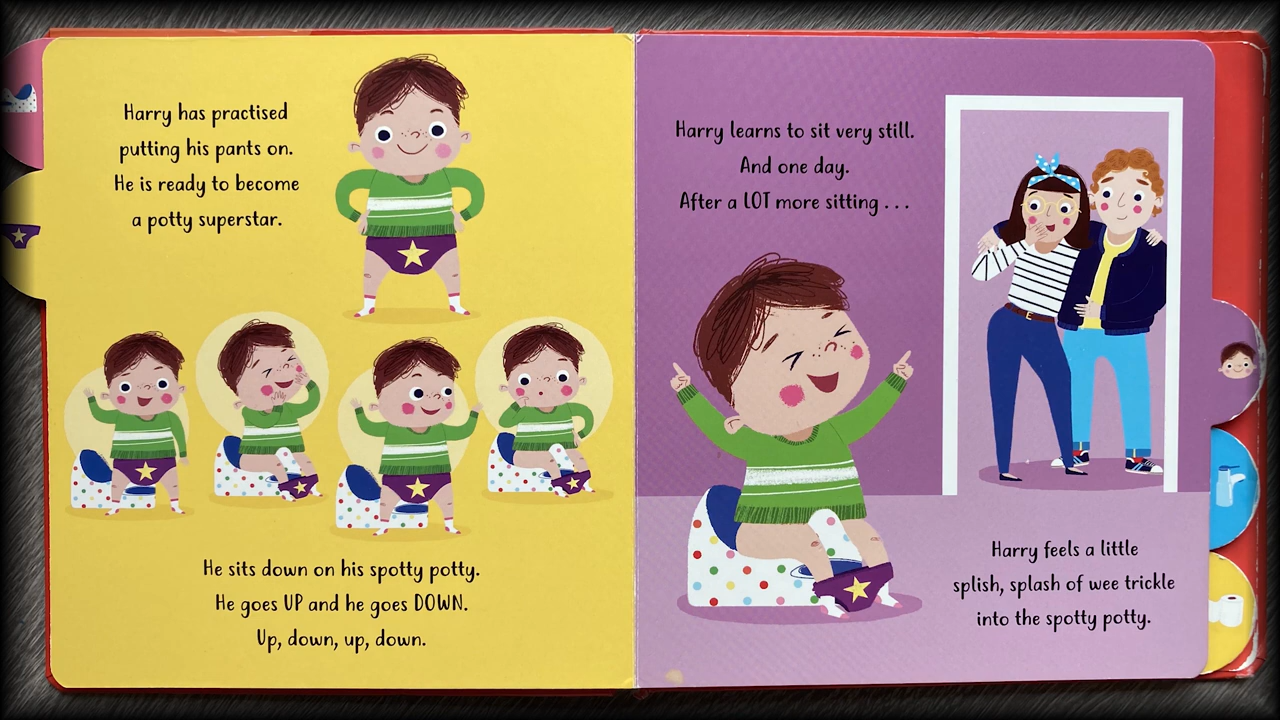 Harry has practised
putting his pants on.
He is ready to become
a potty superstar.
He sits down on his spotty potty.
He goes UP and he goes DOWN.
Up, down, up, down.
Harry learns to sit very still.
And one day.
After a LOT more sitting . . .
Harry feels a little
splish, splash of wee trickle
into the spotty potty.